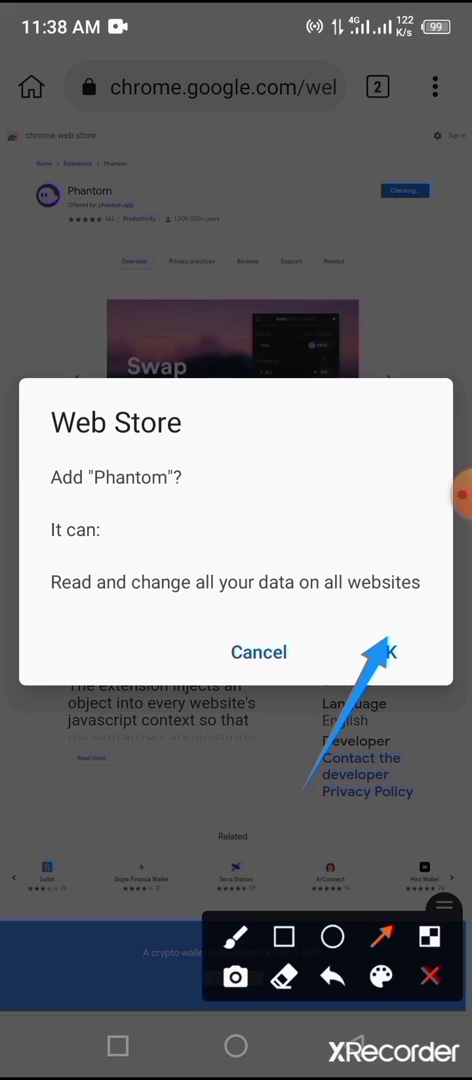 11:38 AM
4G
122
K/s
99
chrome.google.com/wel
2
chrome web store
Sign in
Home > Extensions > Phantom
Phantom
Checking...
Offered by: phantom.app
Productivity
1,000,000+ users
Overview
Privacy practices
Reviews
Support
Related
Swap
Web Store
Add "Phantom"?
It can:
Read and change all your data on all websites
Cancel
K
The extension injects an
object into every website's
javascript context so that
decentralized applications
Read more
Language
English
Developer
Contact the
developer
Privacy Policy
Related
Sollet
Slope Finance Wallet
Terra Station
ArConnect
Hiro Wallet
A crypto wallet
XRecorder